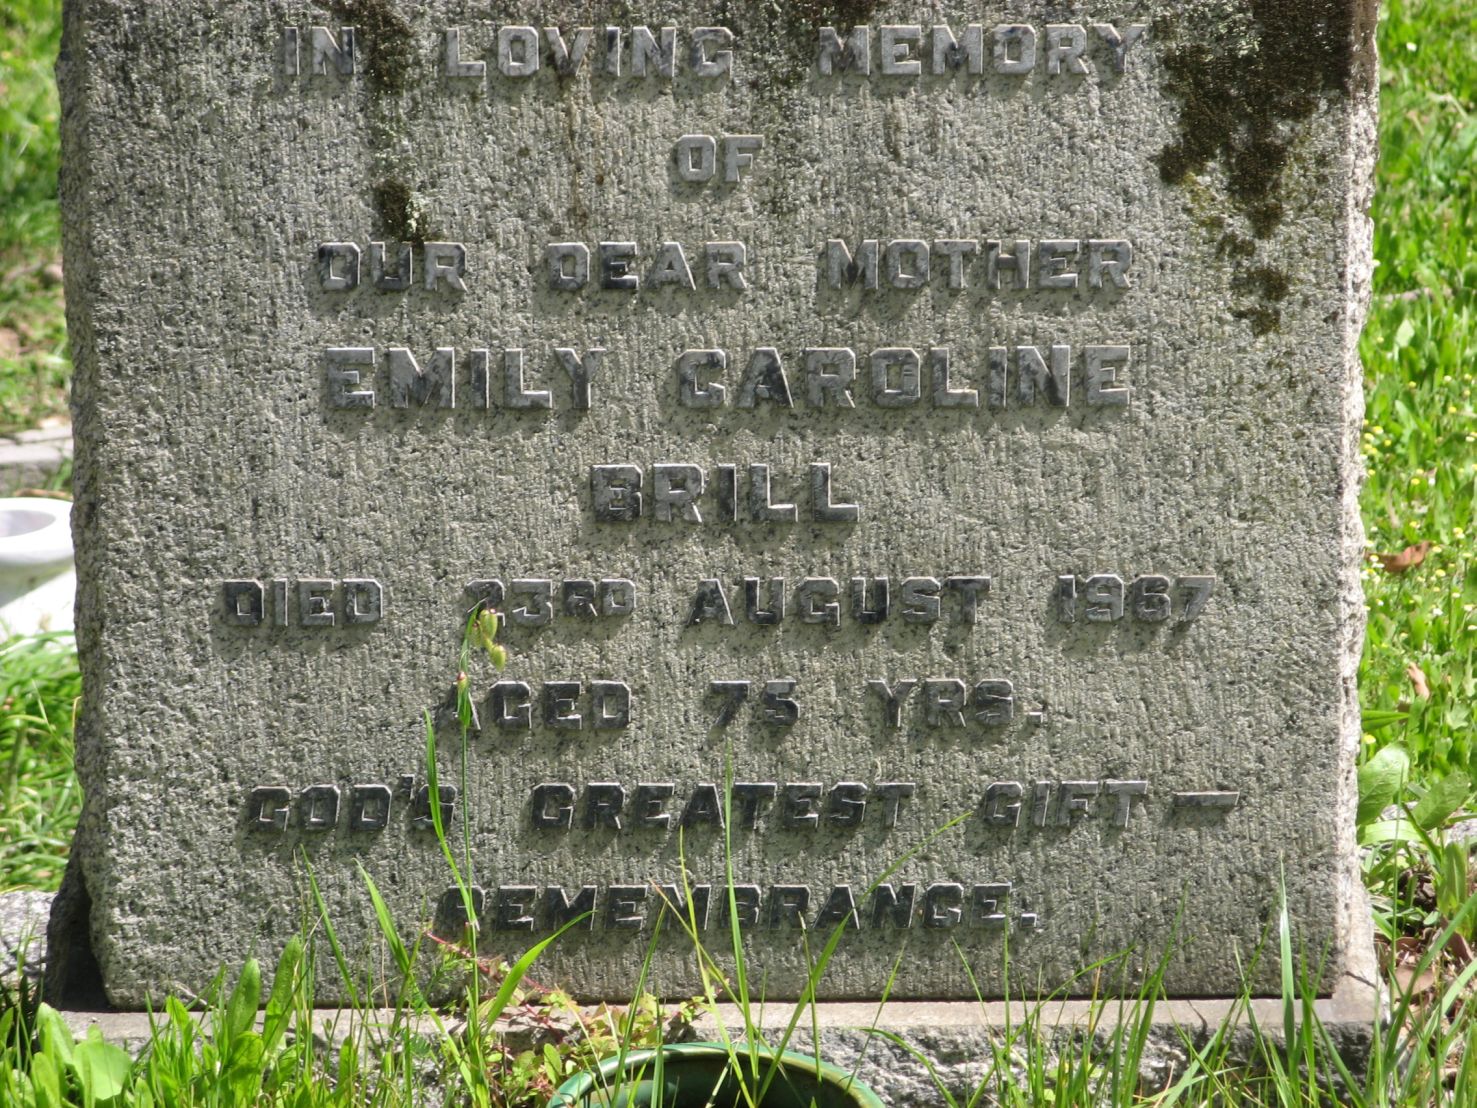 IN LOVING MEMORY
OF
OUR DEAR MOTHER
EMILY CAROLINE
BRILL
DIED 23RD AUGUST 1967
AGED 75 YRS.
GOD'S GREATEST GIFT —
REMEMBRANCE.